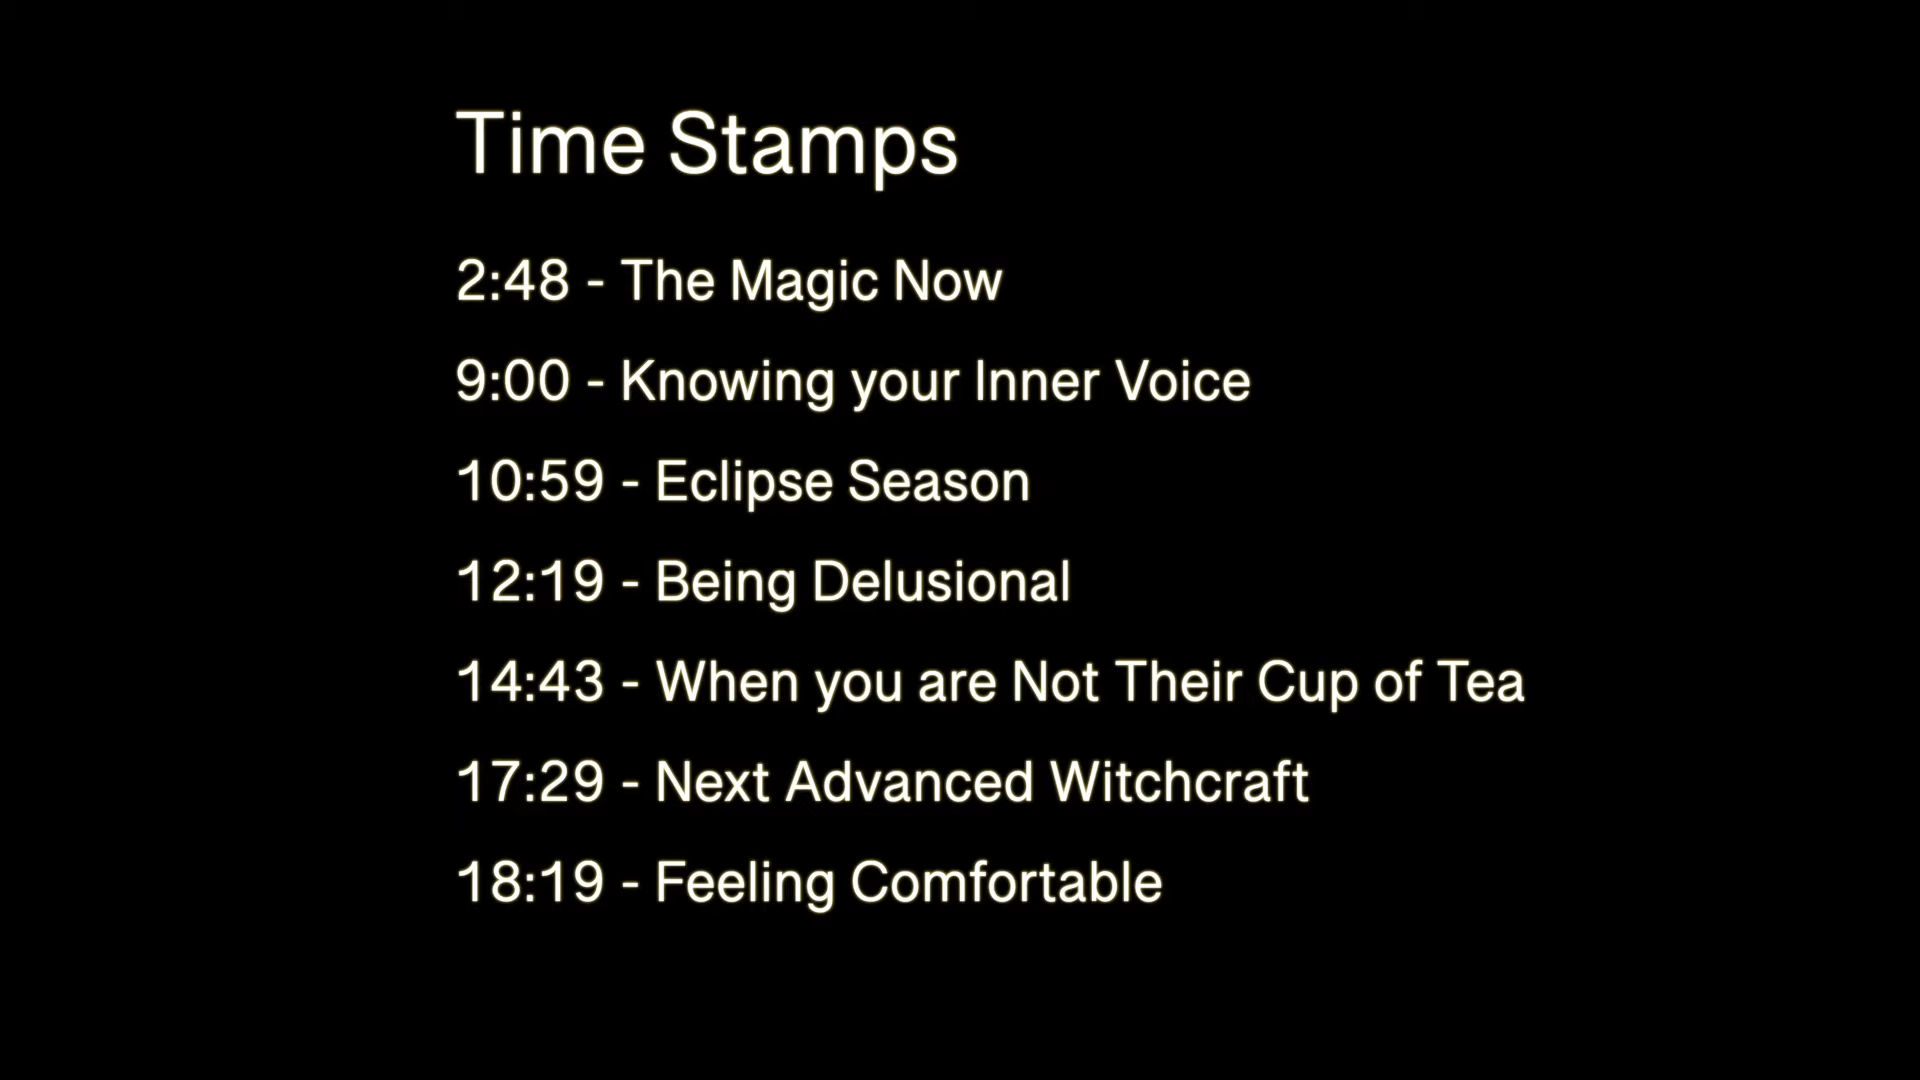 Time Stamps
2:48 - The Magic Now
9:00 - Knowing your Inner Voice
10:59 - Eclipse Season
12:19 - Being Delusional
14:43 - When you are Not Their Cup of Tea
17:29 - Next Advanced Witchcraft
18:19 - Feeling Comfortable